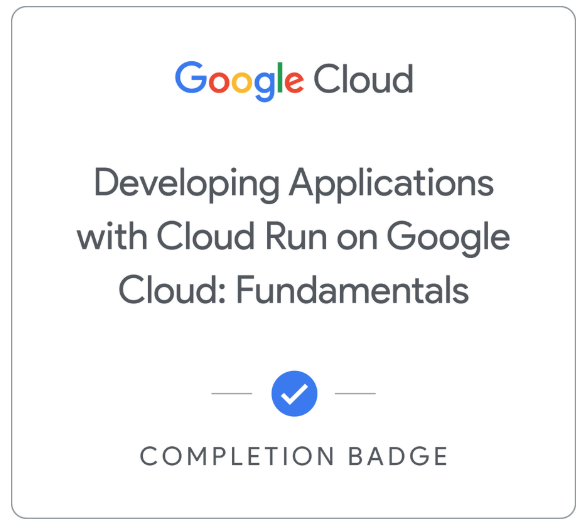 Google Cloud
Developing Applications
with Cloud Run on Google
Cloud: Fundamentals
COMPLETION BADGE